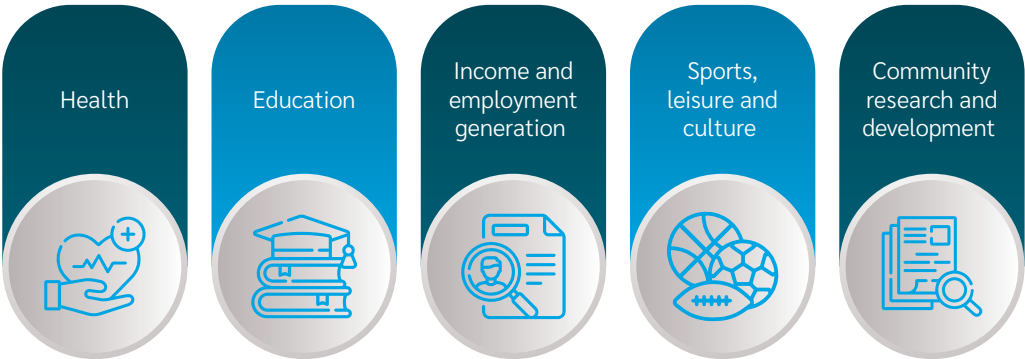 Health
Education
Income and
employment
generation
Sports,
leisure and
culture
Community
research and
development